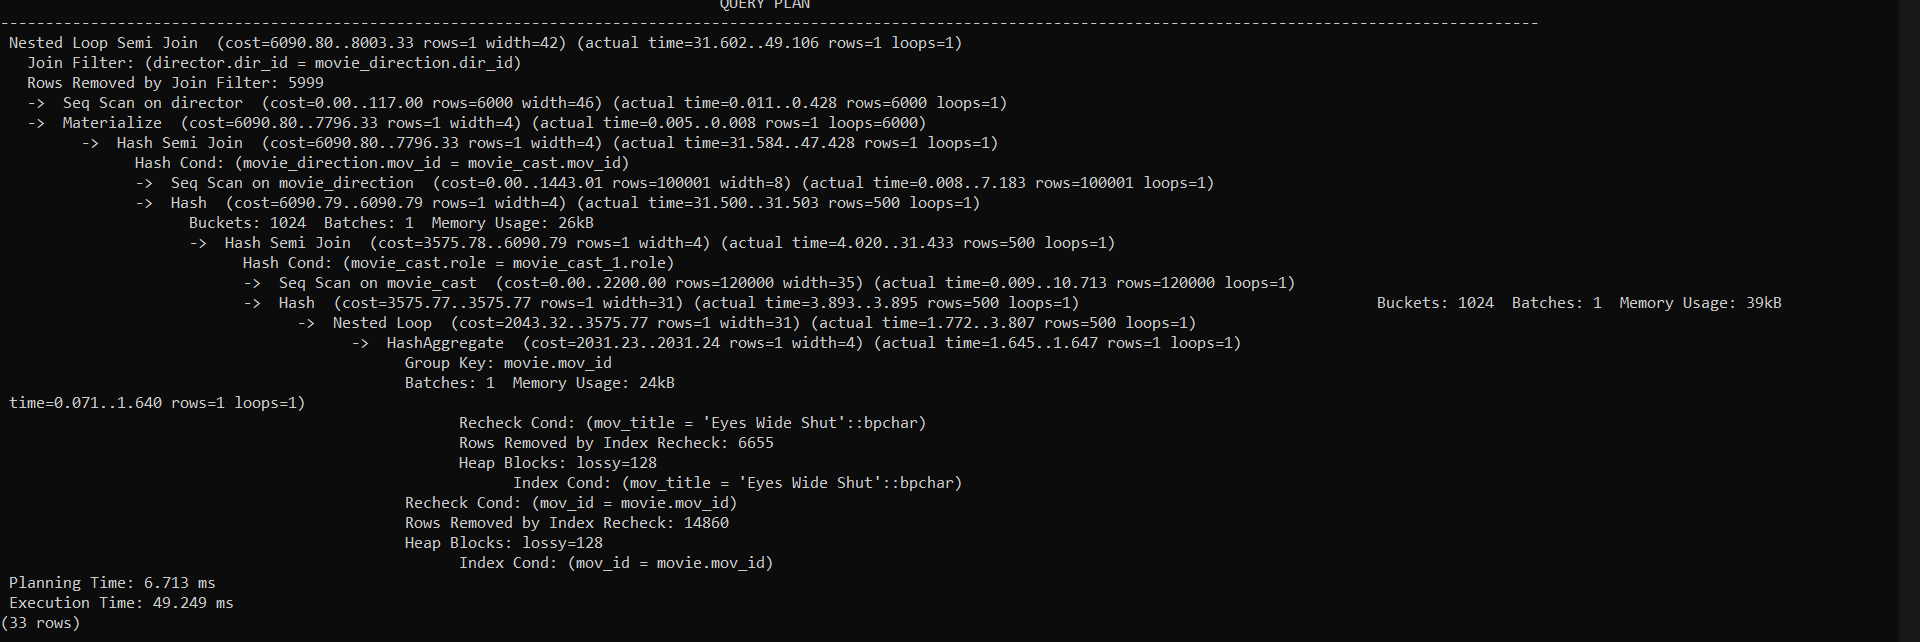 QUERY PLAN
--------------------------------------------------------------------------------------------------------------------------------------------------------------------------
Nested Loop Semi Join  (cost=6090.80..8003.33 rows=1 width=42) (actual time=31.602..49.106 rows=1 loops=1)
  Join Filter: (director.dir_id = movie_direction.dir_id)
  Rows Removed by Join Filter: 5999
  ->  Seq Scan on director  (cost=0.00..117.00 rows=6000 width=46) (actual time=0.011..0.428 rows=6000 loops=1)
  ->  Materialize  (cost=6090.80..7796.33 rows=1 width=4) (actual time=0.005..0.008 rows=1 loops=6000)
        ->  Hash Semi Join  (cost=6090.80..7796.33 rows=1 width=4) (actual time=31.584..47.428 rows=1 loops=1)
              Hash Cond: (movie_direction.mov_id = movie_cast.mov_id)
              ->  Seq Scan on movie_direction  (cost=0.00..1443.01 rows=100001 width=8) (actual time=0.008..7.183 rows=100001 loops=1)
              ->  Hash  (cost=6090.79..6090.79 rows=1 width=4) (actual time=31.500..31.503 rows=500 loops=1)
                    Buckets: 1024  Batches: 1  Memory Usage: 26kB
                    ->  Hash Semi Join  (cost=3575.78..6090.79 rows=1 width=4) (actual time=4.020..31.433 rows=500 loops=1)
                          Hash Cond: (movie_cast.role = movie_cast_1.role)
                          ->  Seq Scan on movie_cast  (cost=0.00..2200.00 rows=120000 width=35) (actual time=0.009..10.713 rows=120000 loops=1)
                          ->  Hash  (cost=3575.77..3575.77 rows=1 width=31) (actual time=3.893..3.895 rows=500 loops=1)                                 Buckets: 1024  Batches: 1  Memory Usage: 39kB
                                ->  Nested Loop  (cost=2043.32..3575.77 rows=1 width=31) (actual time=1.772..3.807 rows=500 loops=1)
                                      ->  HashAggregate  (cost=2031.23..2031.24 rows=1 width=4) (actual time=1.645..1.647 rows=1 loops=1)
                                            Group Key: movie.mov_id
                                            Batches: 1  Memory Usage: 24kB
time=0.071..1.640 rows=1 loops=1)
                                                  Recheck Cond: (mov_title = 'Eyes Wide Shut'::bpchar)
                                                  Rows Removed by Index Recheck: 6655
                                                  Heap Blocks: lossy=128
                                                        Index Cond: (mov_title = 'Eyes Wide Shut'::bpchar)
                                            Recheck Cond: (mov_id = movie.mov_id)
                                            Rows Removed by Index Recheck: 14860
                                            Heap Blocks: lossy=128
                                                  Index Cond: (mov_id = movie.mov_id)
Planning Time: 6.713 ms
Execution Time: 49.249 ms
(33 rows)